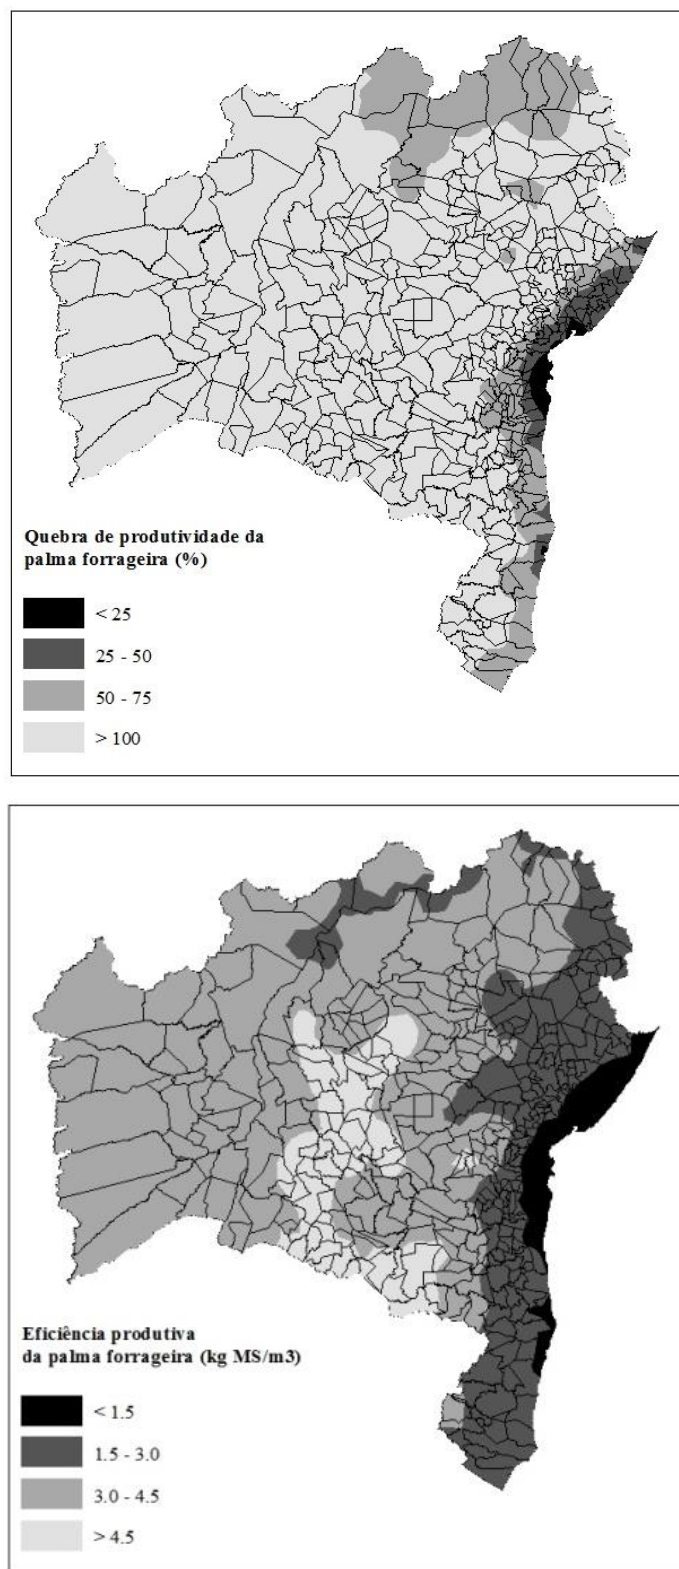 Quebra de produtividade da
palma forrageira (%)
< 25
25 - 50
50 - 75
> 100
Eficiência produtiva
da palma forrageira (kg MS/m3)
< 1.5
1.5 - 3.0
3.0 - 4.5
> 4.5